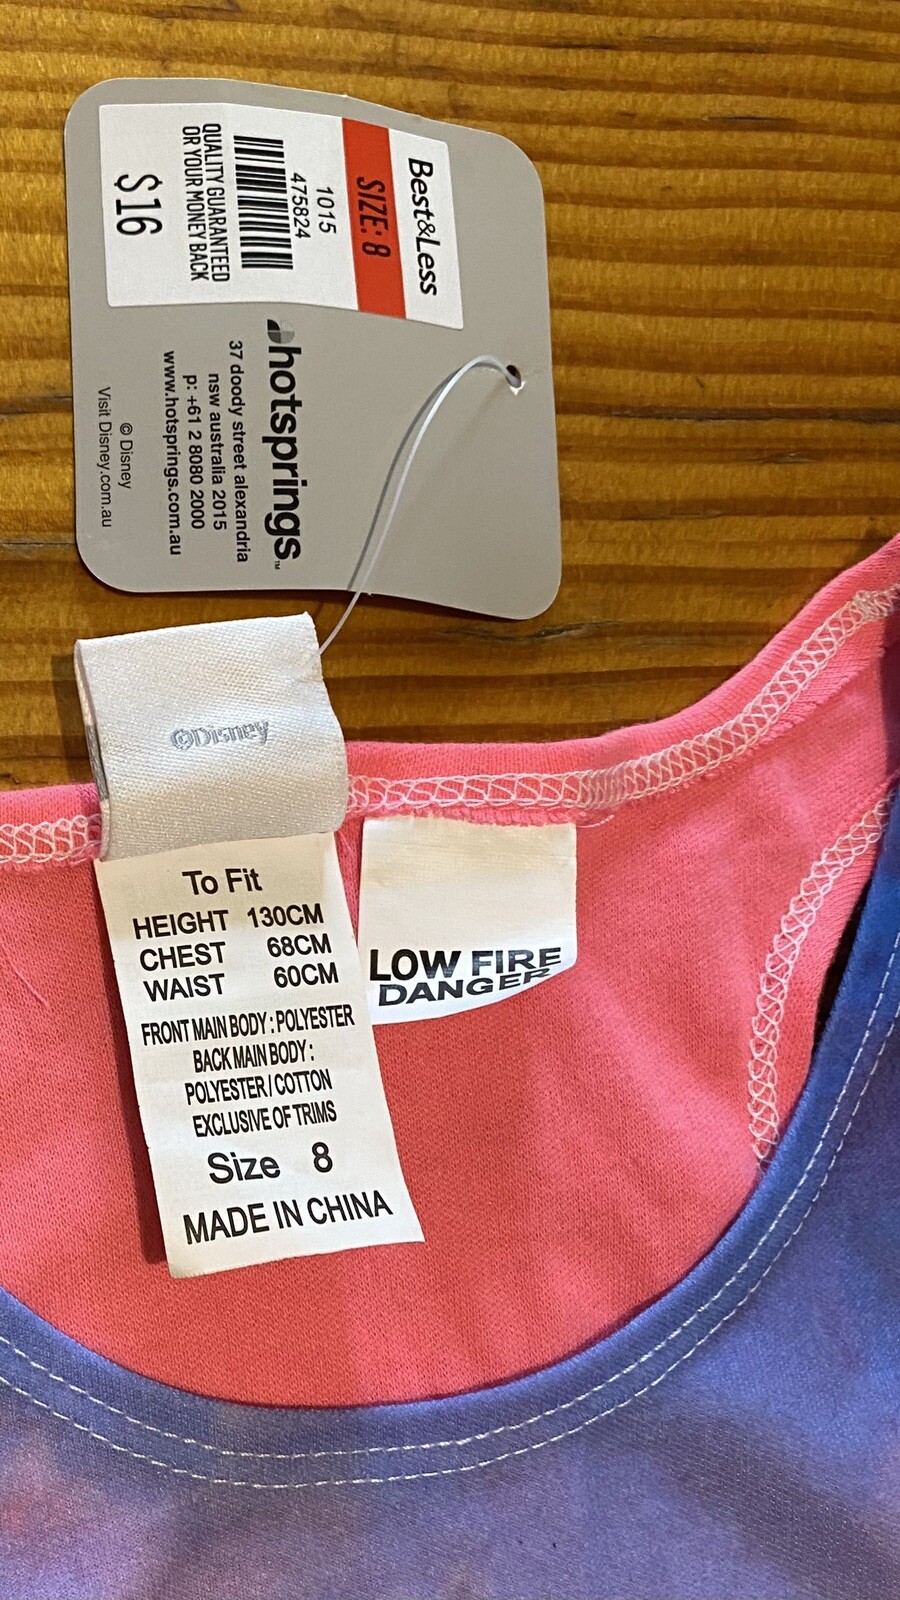 Best&Less
SIZE: 8
1015
475824
QUALITY GUARANTEED
OR YOUR MONEY BACK
$16
hotsprings™
37 doody street alexandria
nsw australia 2015
p: +61 2 8080 2000
www.hotsprings.com.au
© Disney
Visit Disney.com.au
©Disney
To Fit
HEIGHT 130CM
CHEST 68CM
WAIST 60CM
FRONT MAIN BODY : POLYESTER
BACK MAIN BODY :
POLYESTER / COTTON
EXCLUSIVE OF TRIMS
Size 8
MADE IN CHINA
LOW FIRE
DANGER